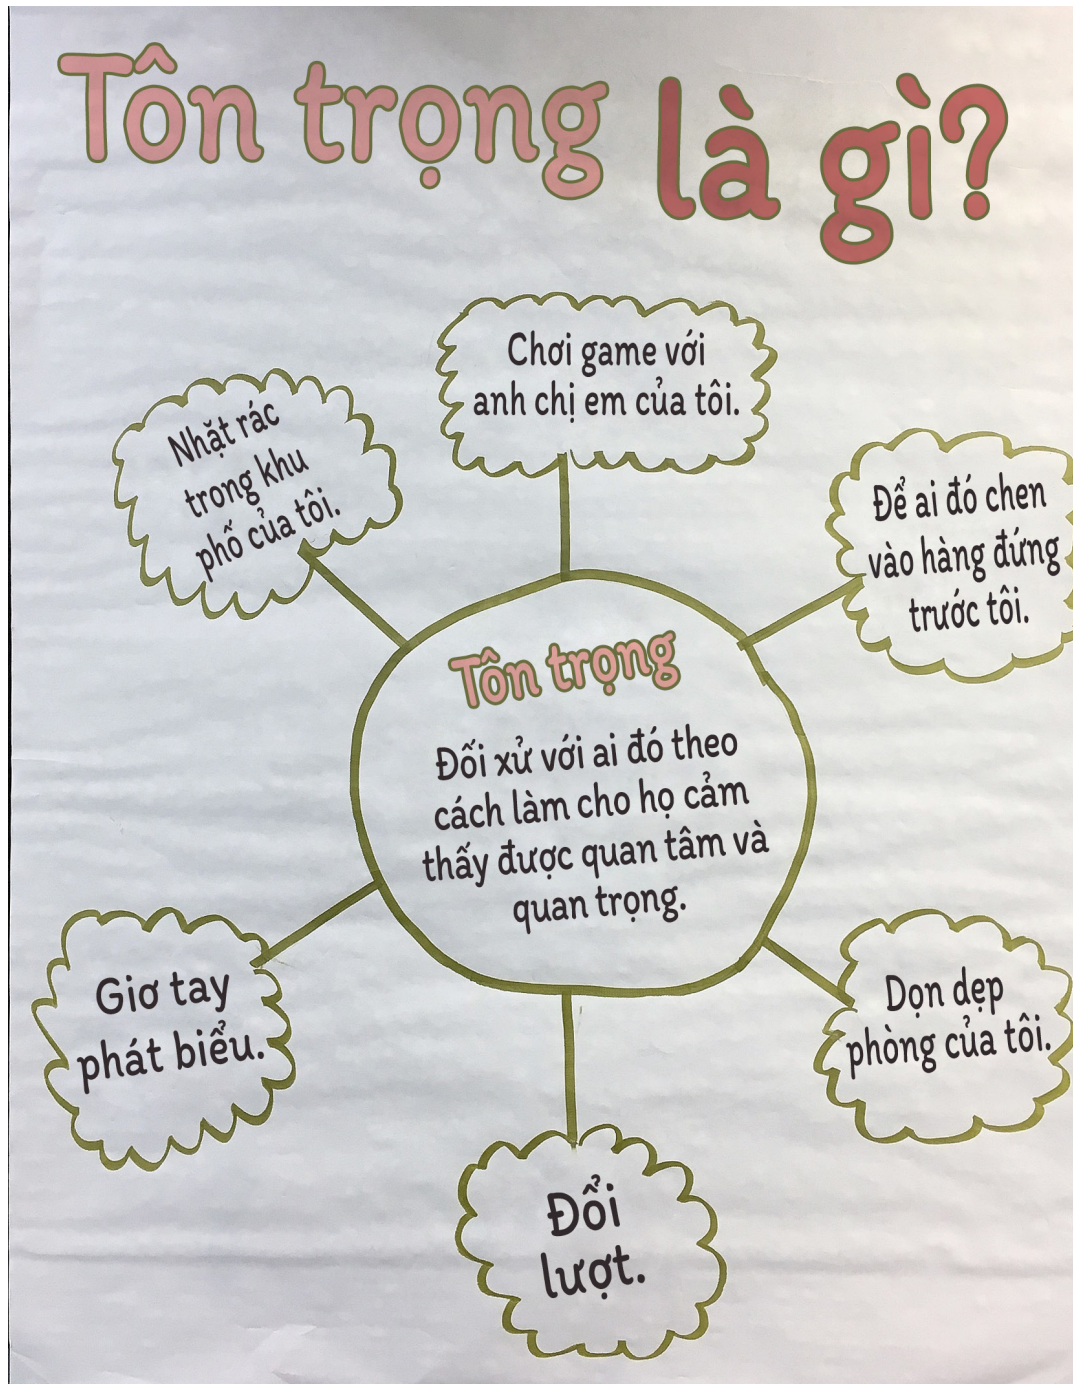 Tôn trọng là gì?
Chơi game với
anh chị em của tôi.
Nhặt rác
trong khu
phố của tôi.
Để ai đó chen
vào hàng đứng
trước tôi.
Tôn trọng
Đối xử với ai đó theo
cách làm cho họ cảm
thấy được quan tâm và
quan trọng.
Giơ tay
phát biểu.
Dọn dẹp
phòng của tôi.
Đổi
lượt.